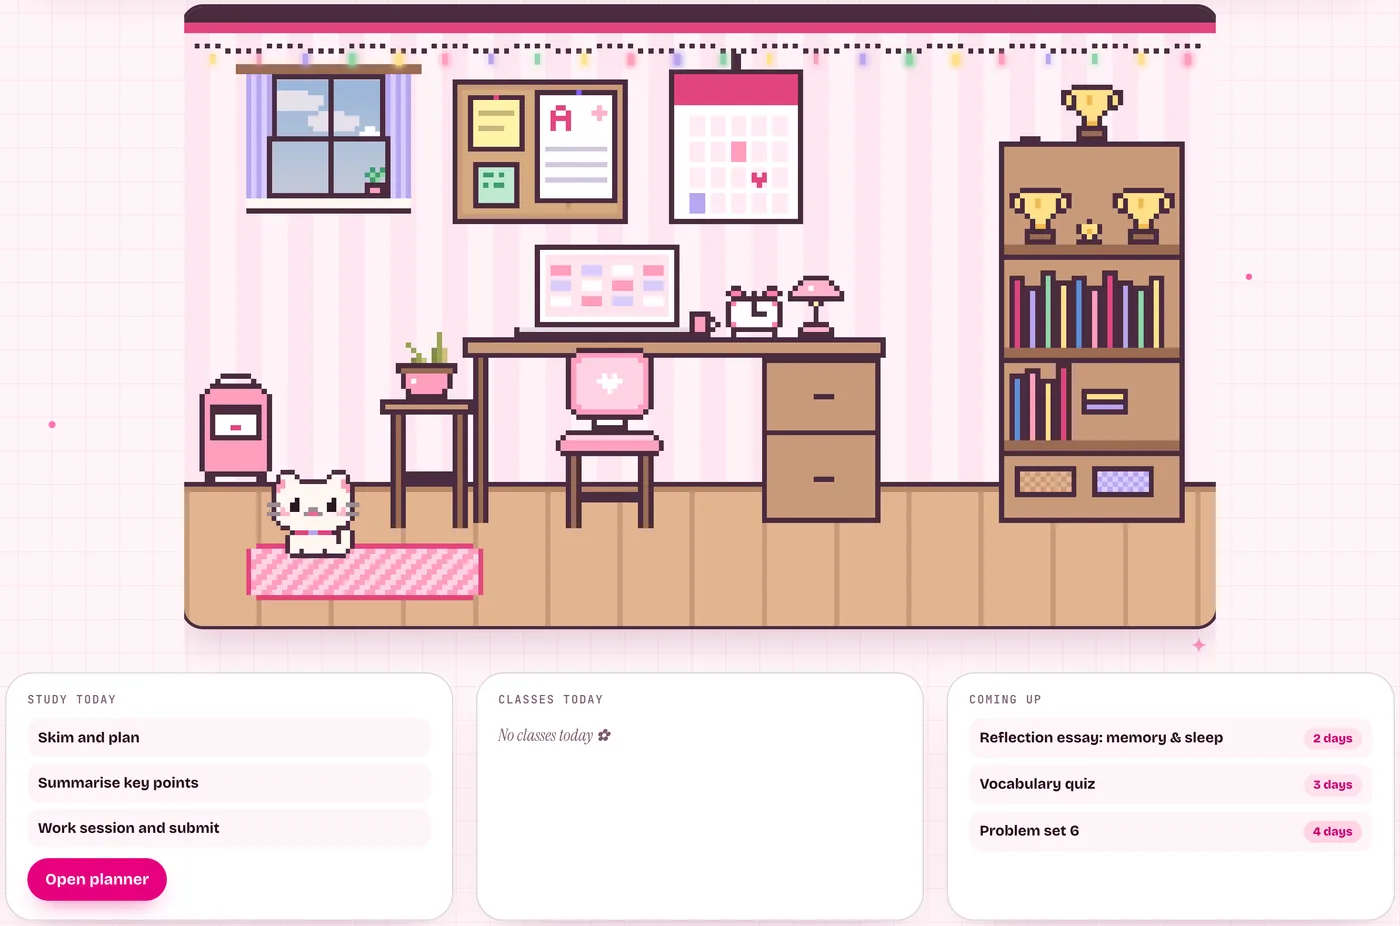 A+
STUDY TODAY
Skim and plan
Summarise key points
Work session and submit
Open planner
CLASSES TODAY
No classes today ✿
COMING UP
Reflection essay: memory & sleep
2 days
Vocabulary quiz
3 days
Problem set 6
4 days